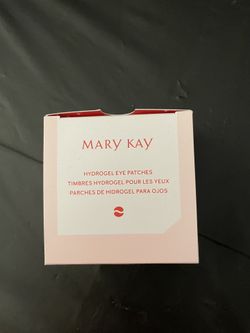 MARY KAY
HYDROGEL EYE PATCHES
TIMBRES HYDROGEL POUR LES YEUX
PARCHES DE HIDROGEL PARA OJOS